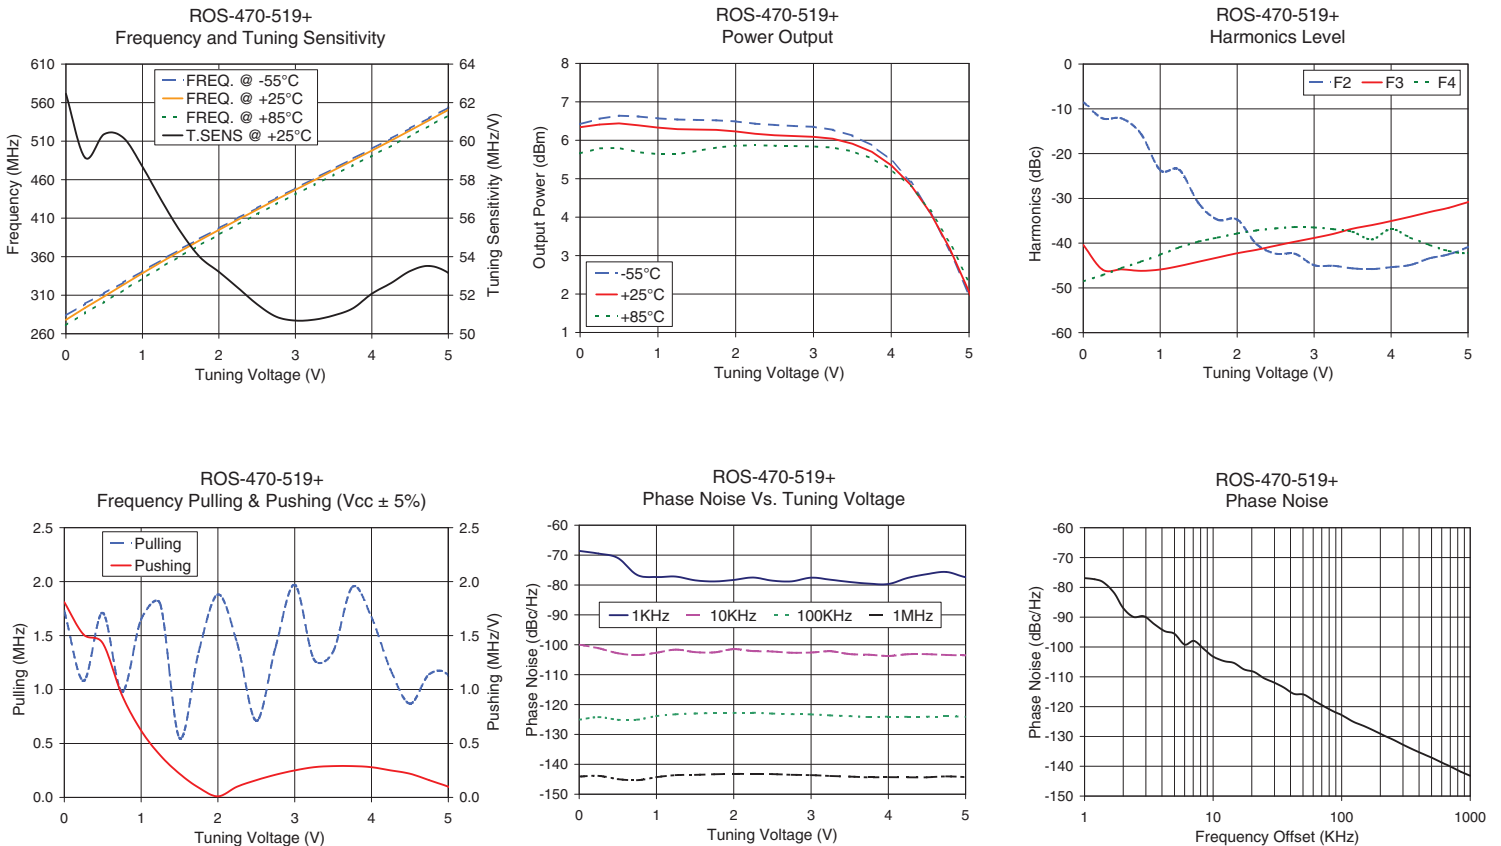 ROS-470-519+
Frequency and Tuning Sensitivity
610
560
510
460
410
360
310
260
Frequency (MHz)
FREQ. @ -55°C
FREQ. @ +25°C
FREQ. @ +85°C
T.SENS @ +25°C
64
62
60
58
56
54
52
50
Tuning Sensitivity (MHz/V)
0 1 2 3 4 5
Tuning Voltage (V)
ROS-470-519+
Power Output
8
7
6
5
4
3
2
1
Output Power (dBm)
-55°C
+25°C
+85°C
0 1 2 3 4 5
Tuning Voltage (V)
ROS-470-519+
Harmonics Level
0
-10
-20
-30
-40
-50
-60
Harmonics (dBc)
F2 F3 F4
0 1 2 3 4 5
Tuning Voltage (V)
ROS-470-519+
Frequency Pulling & Pushing (Vcc ± 5%)
2.5
2.0
1.5
1.0
0.5
0.0
Pulling (MHz)
Pulling
Pushing
2.5
2.0
1.5
1.0
0.5
0.0
Pushing (MHz/V)
0 1 2 3 4 5
Tuning Voltage (V)
ROS-470-519+
Phase Noise Vs. Tuning Voltage
-60
-70
-80
-90
-100
-110
-120
-130
-140
-150
Phase Noise (dBc/Hz)
1KHz 10KHz 100KHz 1MHz
0 1 2 3 4 5
Tuning Voltage (V)
ROS-470-519+
Phase Noise
-60
-70
-80
-90
-100
-110
-120
-130
-140
-150
Phase Noise (dBc/Hz)
1 10 100 1000
Frequency Offset (KHz)